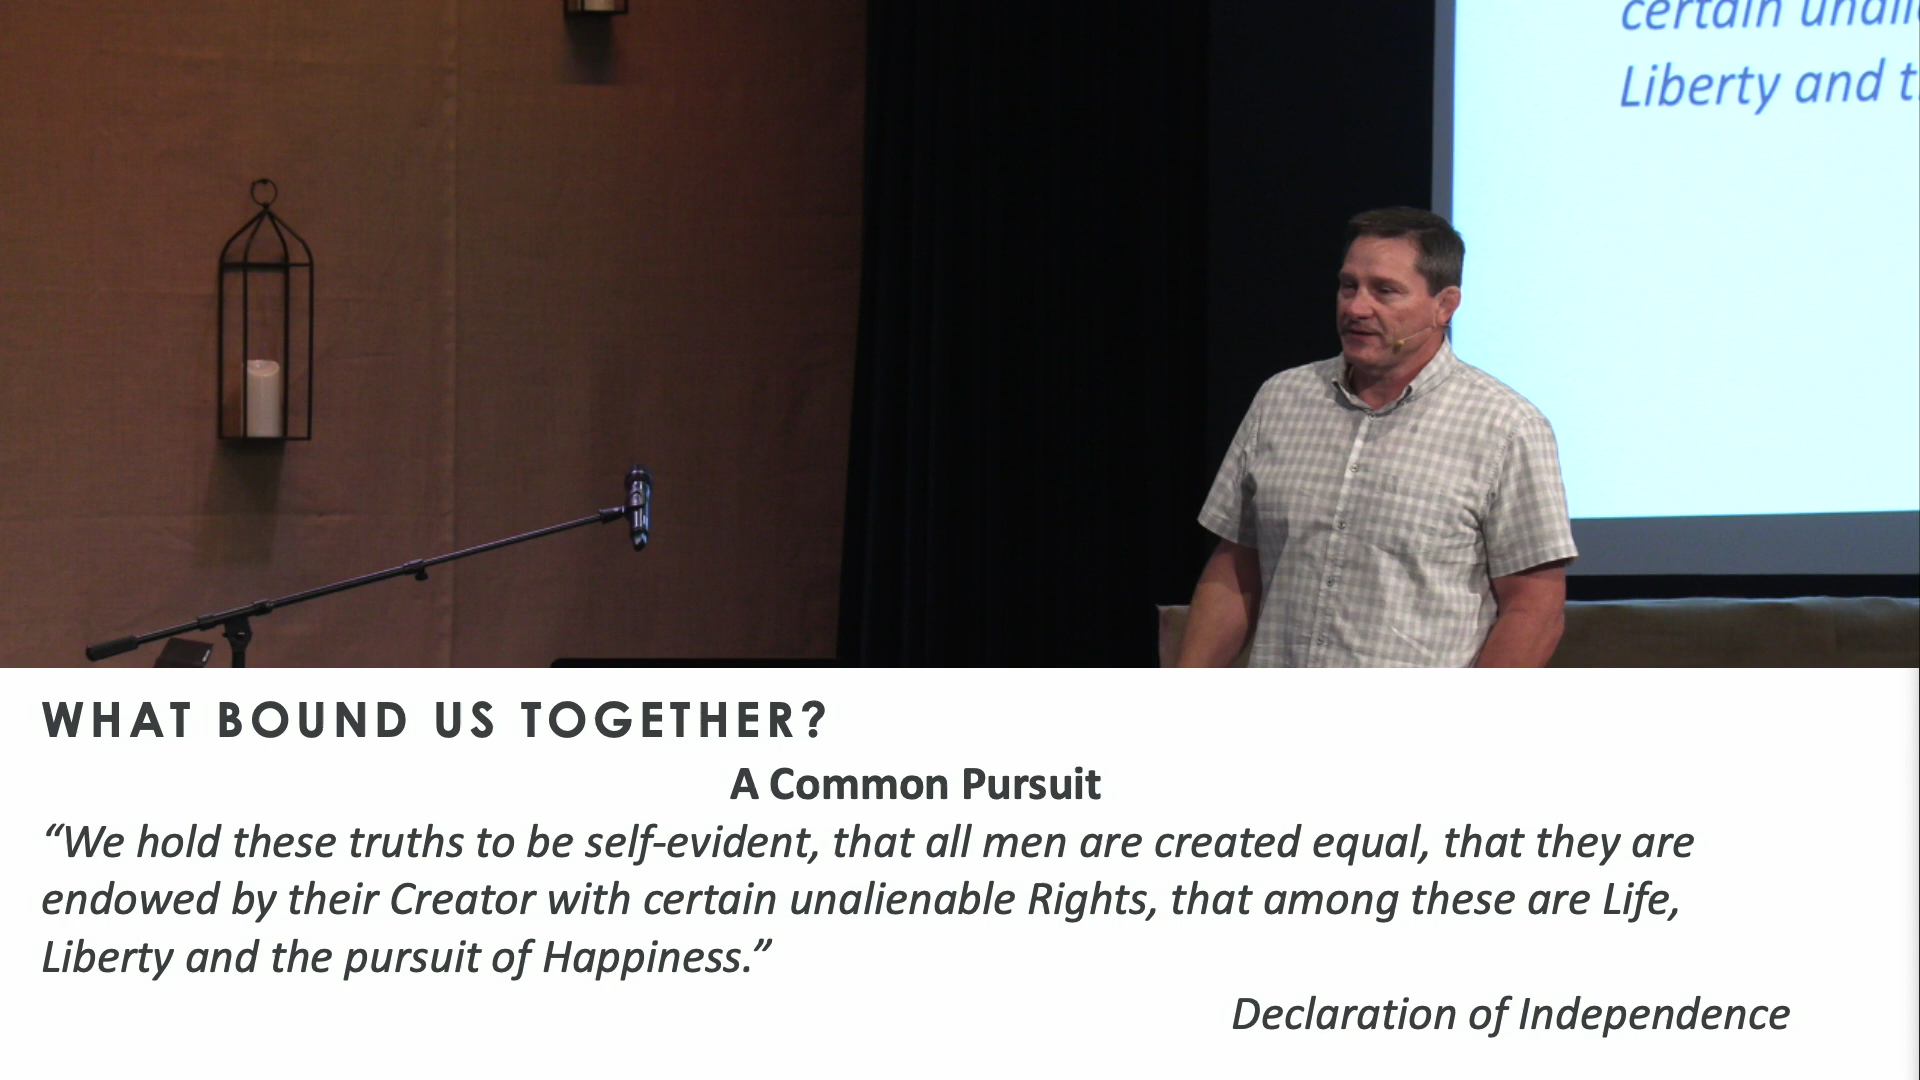 certain unali
Liberty and t
WHAT BOUND US TOGETHER?
A Common Pursuit
“We hold these truths to be self-evident, that all men are created equal, that they are
endowed by their Creator with certain unalienable Rights, that among these are Life,
Liberty and the pursuit of Happiness.”
Declaration of Independence